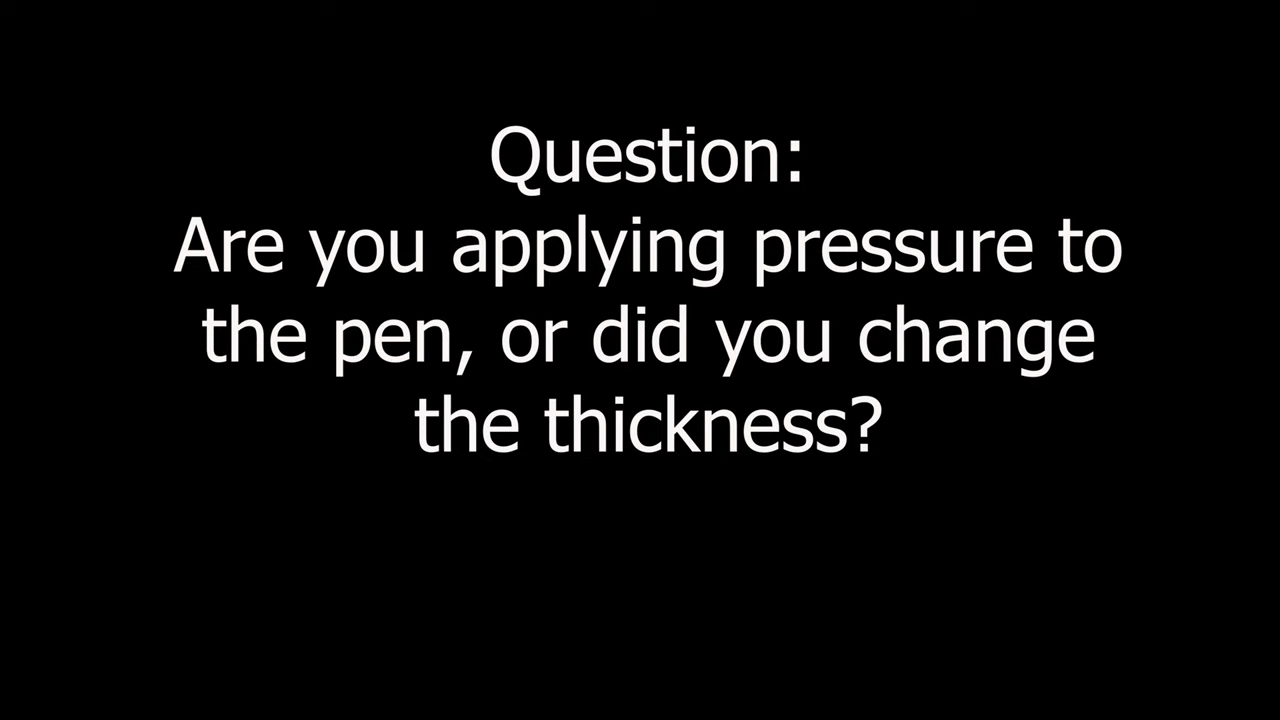 Question:
Are you applying pressure to
the pen, or did you change
the thickness?